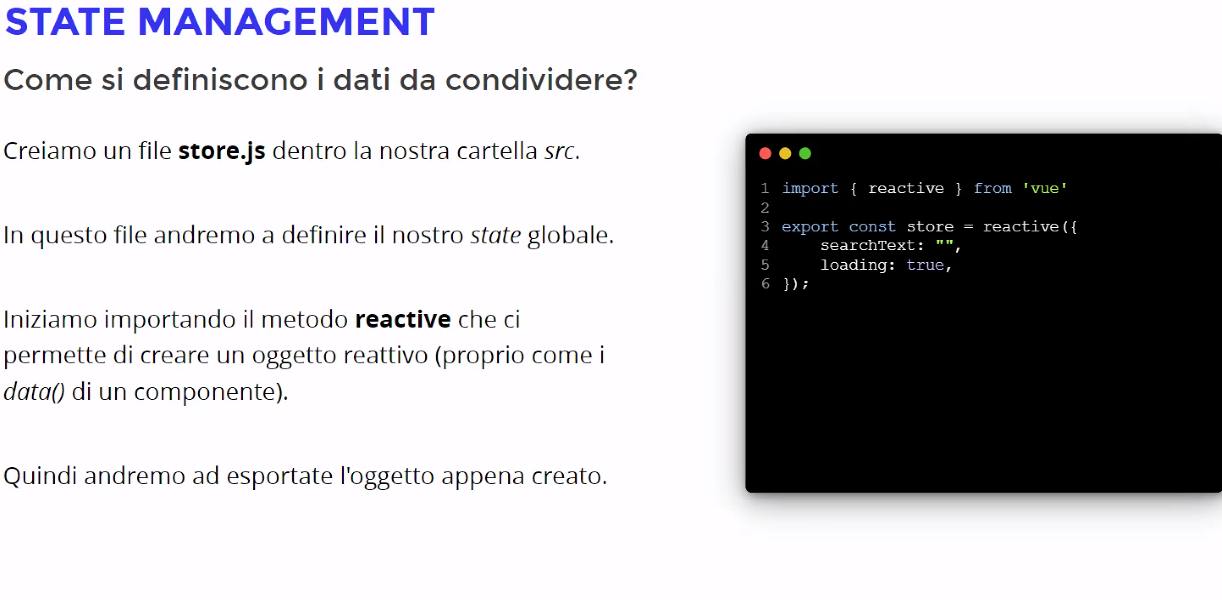 STATE MANAGEMENT
Come si definiscono i dati da condividere?
Creiamo un file store.js dentro la nostra cartella src.
In questo file andremo a definire il nostro state globale.
Iniziamo importando il metodo reactive che ci
permette di creare un oggetto reattivo (proprio come i
data() di un componente).
Quindi andremo ad esportate l'oggetto appena creato.
1 import { reactive } from 'vue'
2
3 export const store = reactive({
4     searchText: "",
5     loading: true,
6 });